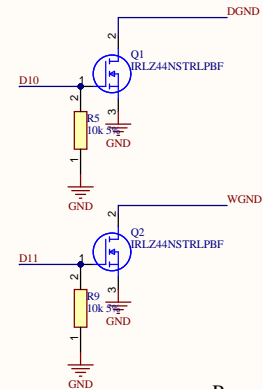 DGND
2
Q1
IRLZ44NSTRLPBF
D10
1
2
3
R5
10k 5%
GND
1
GND
WGND
2
Q2
IRLZ44NSTRLPBF
D11
1
2
3
R9
10k 5%
GND
1
GND